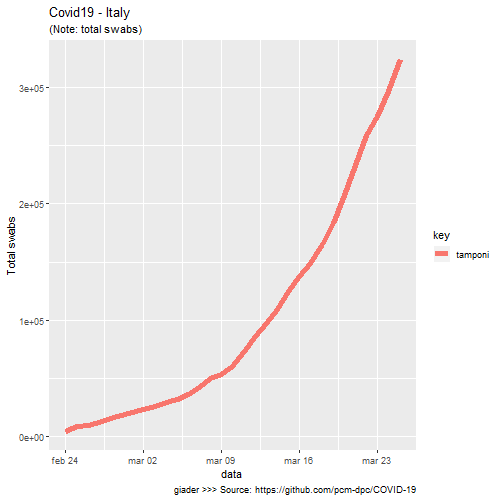 Covid19 - Italy
(Note: total swabs)
Total swabs
3e+05
2e+05
1e+05
0e+00
feb 24
mar 02
mar 09
mar 16
mar 23
data
key
tamponi
giader >>> Source: https://github.com/pcm-dpc/COVID-19